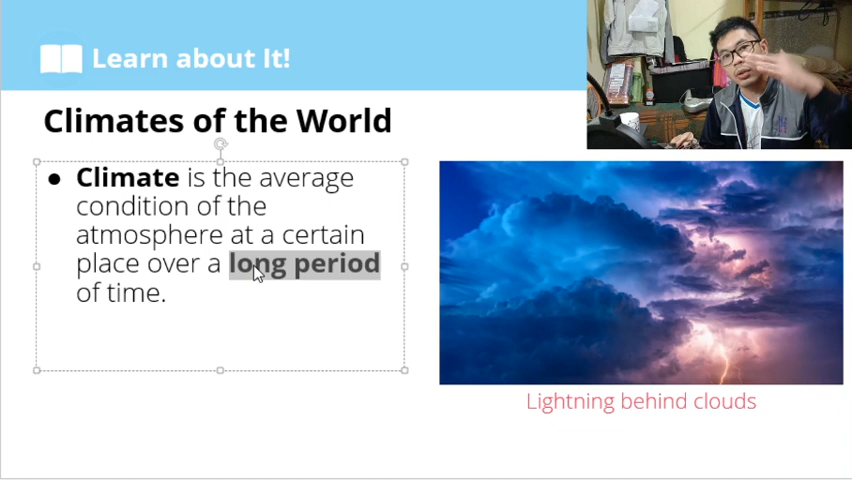 Learn about It!
Climates of the World
● Climate is the average
condition of the
atmosphere at a certain
place over a long period
of time.
Lightning behind clouds